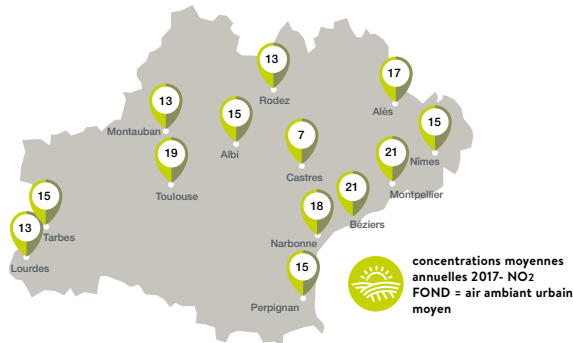 13
Rodez
17
Alès
13
Montauban
15
Albi
15
Nîmes
7
Castres
19
Toulouse
21
Montpellier
21
Béziers
15
Tarbes
18
Narbonne
13
Lourdes
15
Perpignan
concentrations moyennes
annuelles 2017- NO2
FOND = air ambiant urbain
moyen